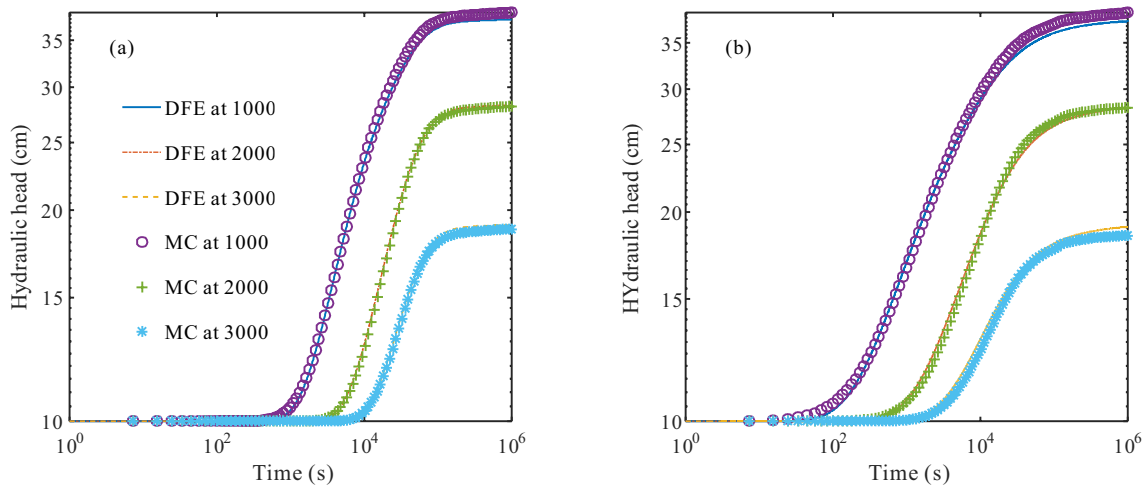 (a)
Hydraulic head (cm)
35
30
25
20
15
10
DFE at 1000
DFE at 2000
DFE at 3000
MC at 1000
MC at 2000
MC at 3000
10^0 10^2 10^4 10^6
Time (s)
(b)
HYdraulic head (cm)
35
30
25
20
15
10
10^0 10^2 10^4 10^6
Time (s)